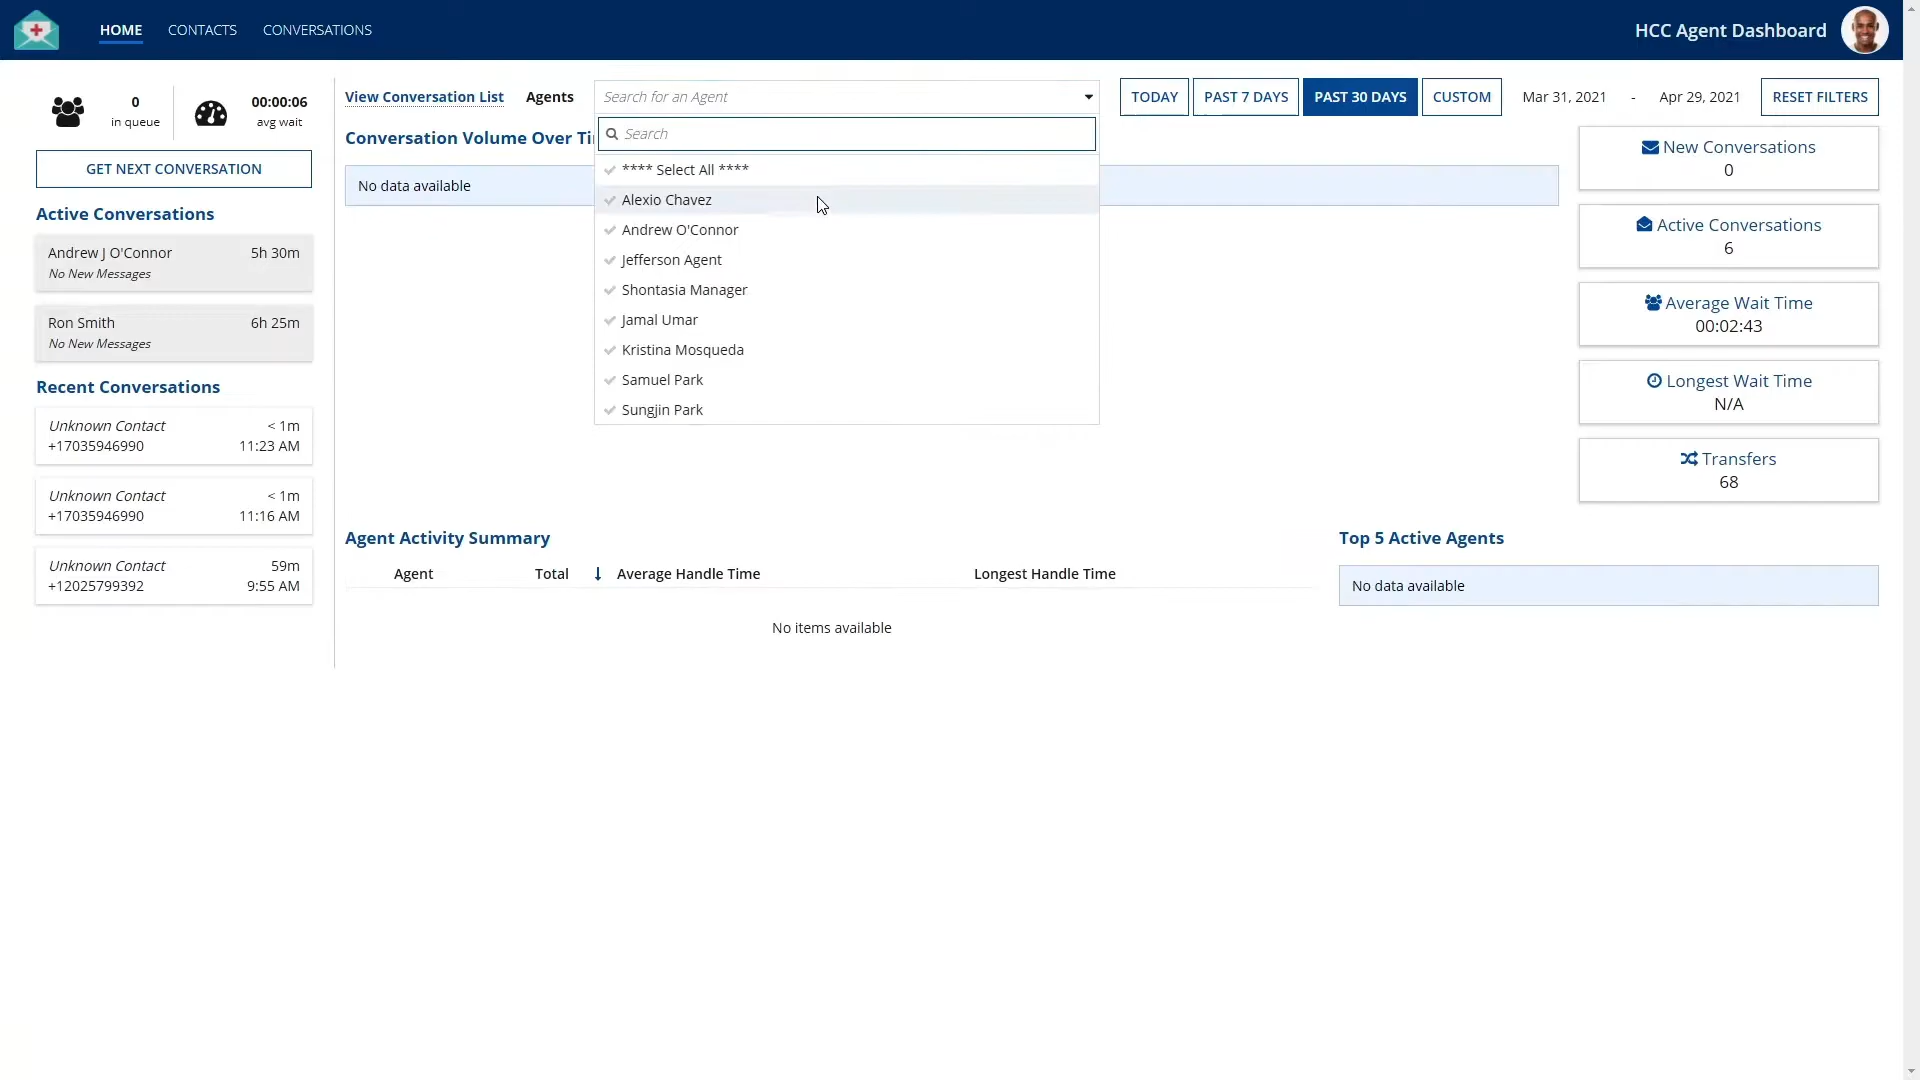 HOME CONTACTS CONVERSATIONS HCC Agent Dashboard
0
in queue
00:00:06
avg wait
GET NEXT CONVERSATION
Active Conversations
Andrew J O'Connor 5h 30m
No New Messages
Ron Smith 6h 25m
No New Messages
Recent Conversations
Unknown Contact < 1m
+17035946990 11:23 AM
Unknown Contact < 1m
+17035946990 11:16 AM
Unknown Contact 59m
+12025799392 9:55 AM
View Conversation List Agents Search for an Agent TODAY PAST 7 DAYS PAST 30 DAYS CUSTOM Mar 31, 2021 - Apr 29, 2021 RESET FILTERS
Search
**** Select All ****
Alexio Chavez
Andrew O'Connor
Jefferson Agent
Shontasia Manager
Jamal Umar
Kristina Mosqueda
Samuel Park
Sungjin Park
Conversation Volume Over Ti
No data available
New Conversations
0
Active Conversations
6
Average Wait Time
00:02:43
Longest Wait Time
N/A
Transfers
68
Agent Activity Summary
Agent Total Average Handle Time Longest Handle Time
No items available
Top 5 Active Agents
No data available